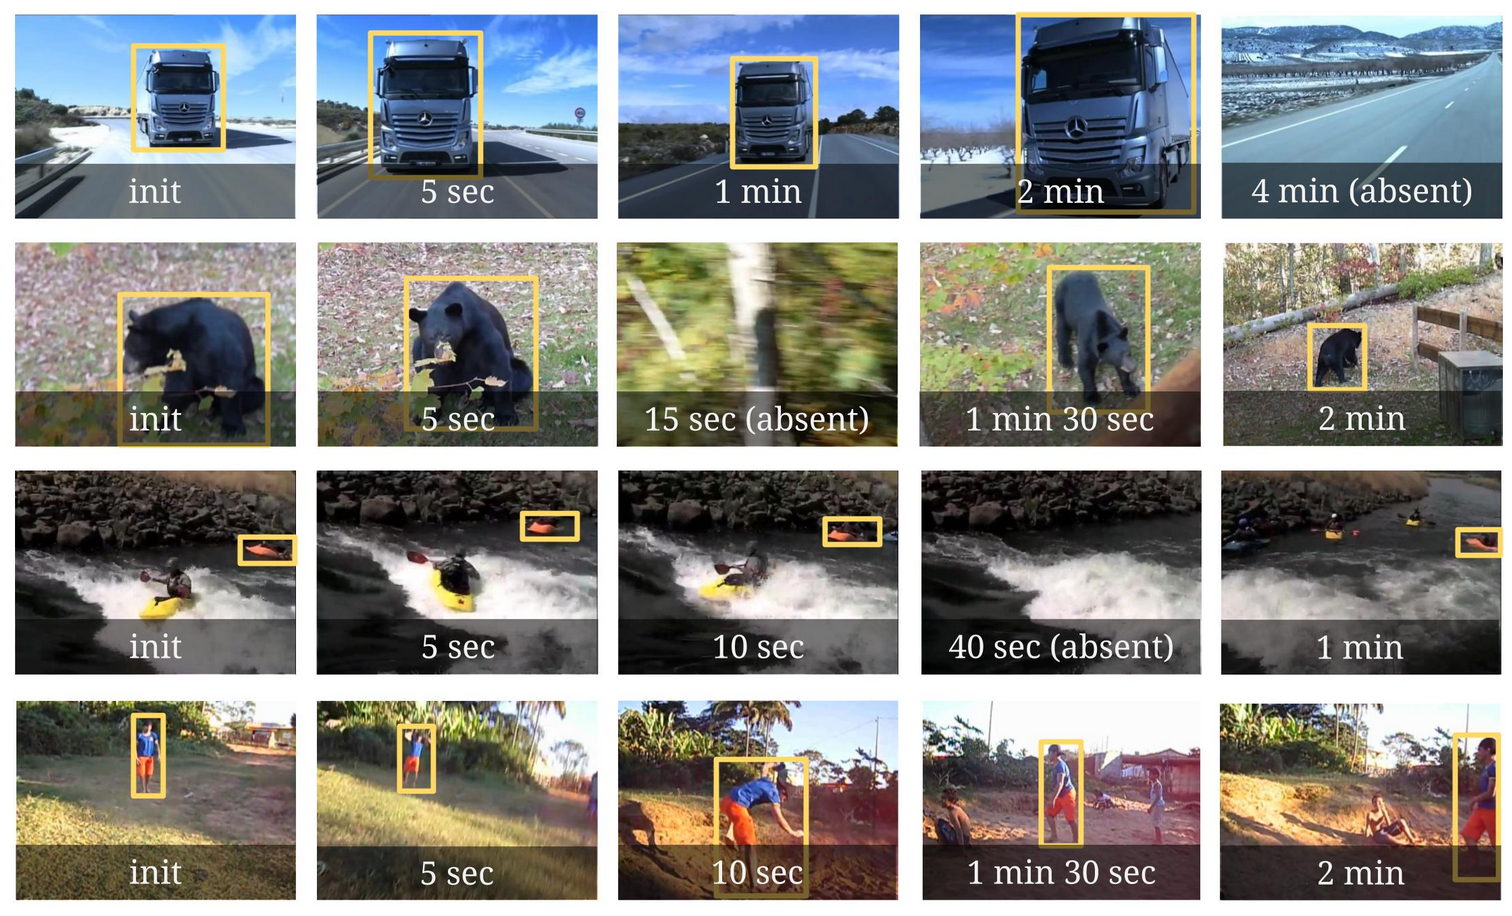 init
5 sec
1 min
2 min
4 min (absent)
init
5 sec
15 sec (absent)
1 min 30 sec
2 min
init
5 sec
10 sec
40 sec (absent)
1 min
init
5 sec
10 sec
1 min 30 sec
2 min